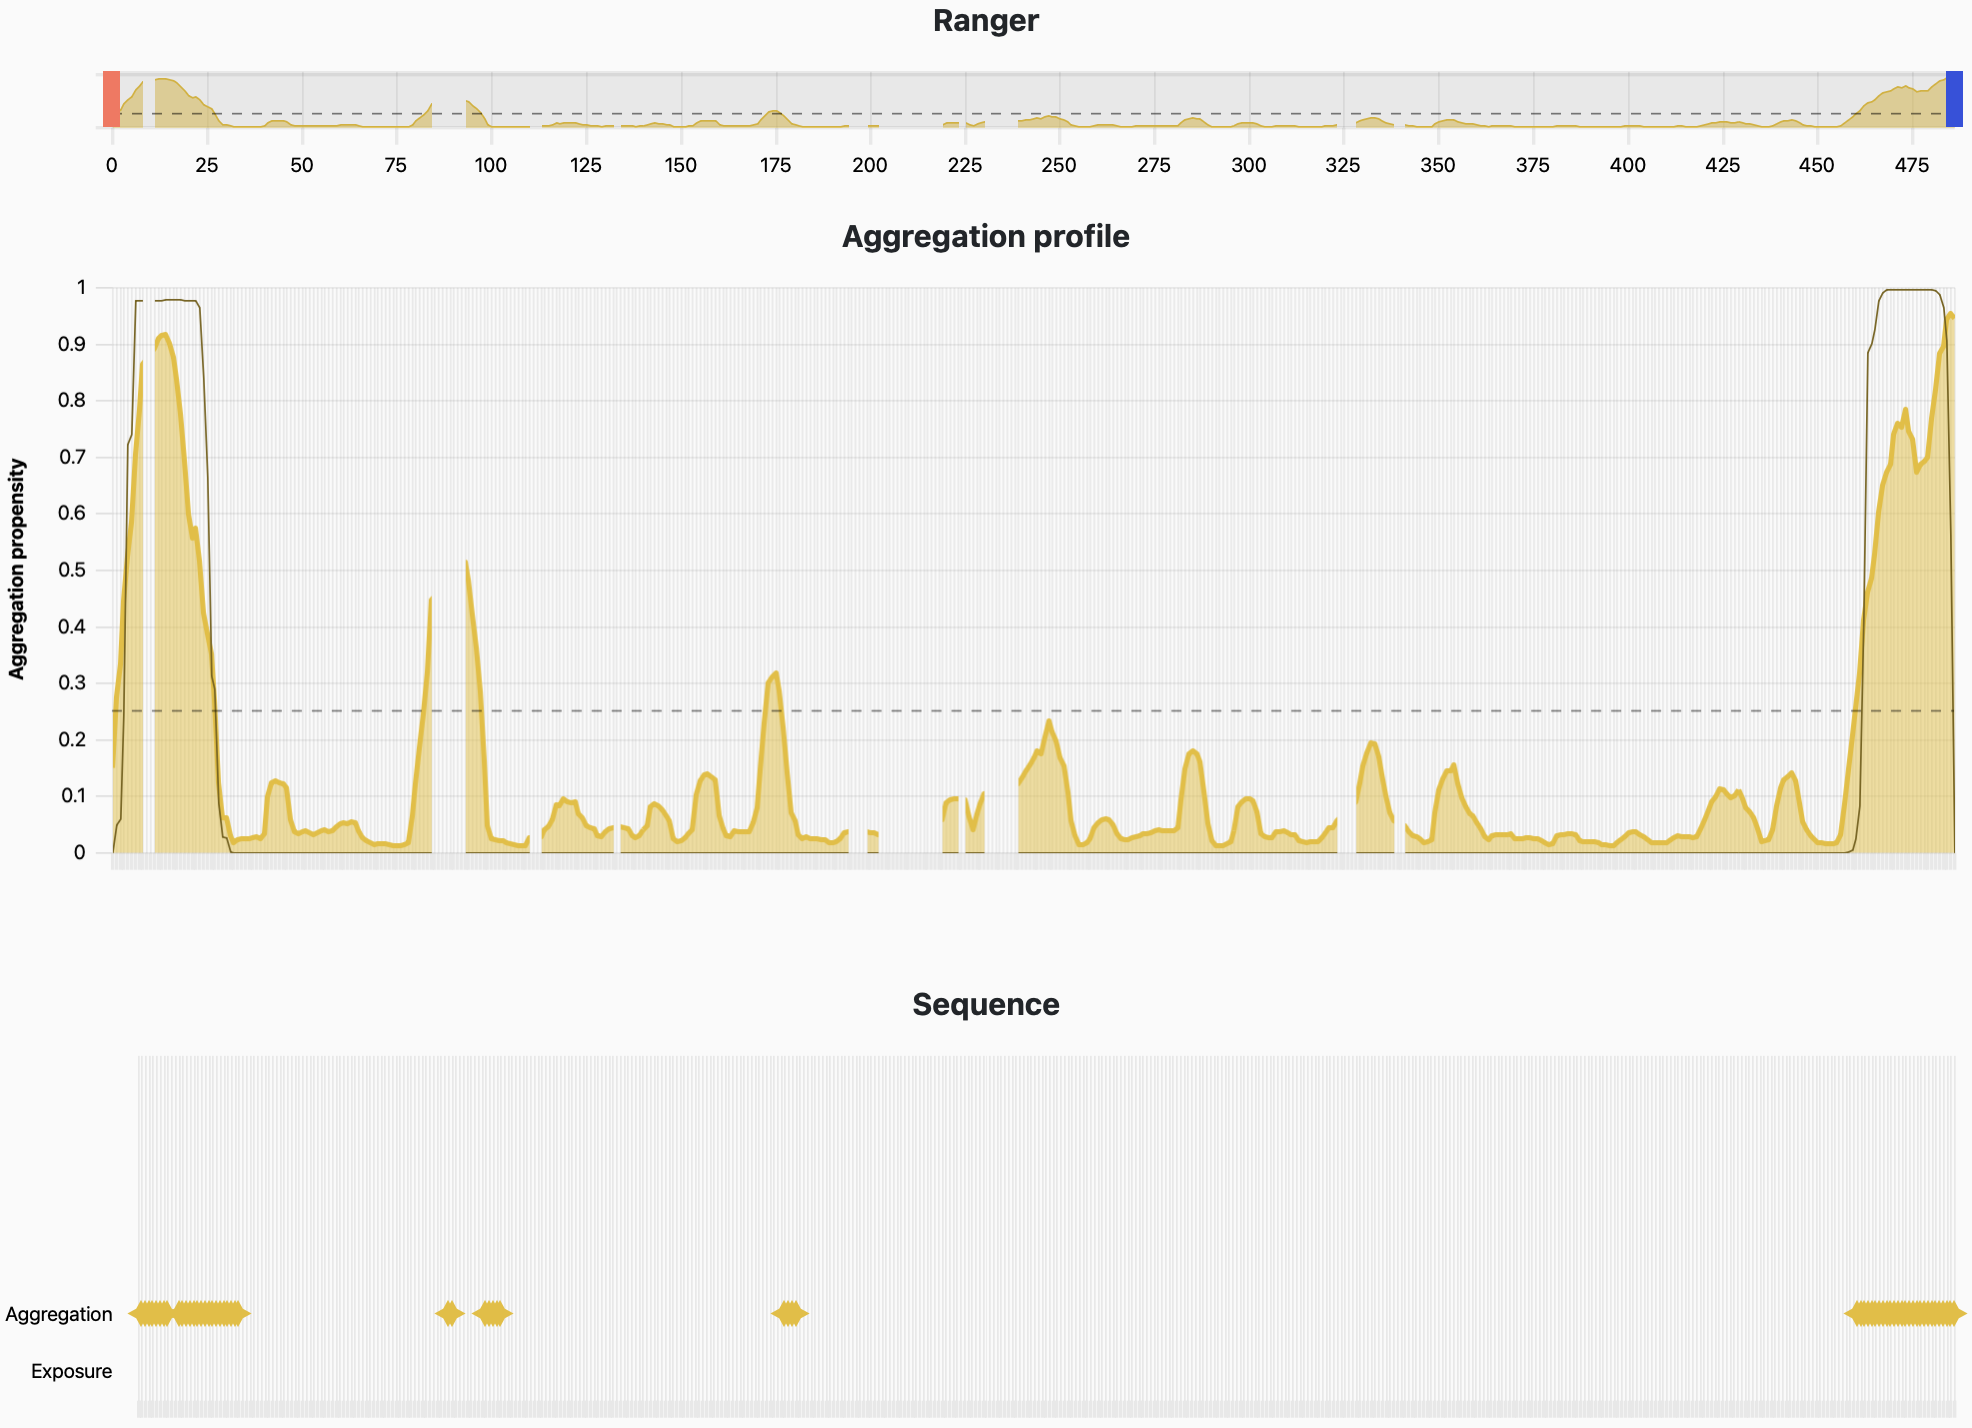 Ranger
0 25 50 75 100 125 150 175 200 225 250 275 300 325 350 375 400 425 450 475
Aggregation profile
Aggregation propensity
1
0.9
0.8
0.7
0.6
0.5
0.4
0.3
0.2
0.1
0
Sequence
Aggregation
Exposure